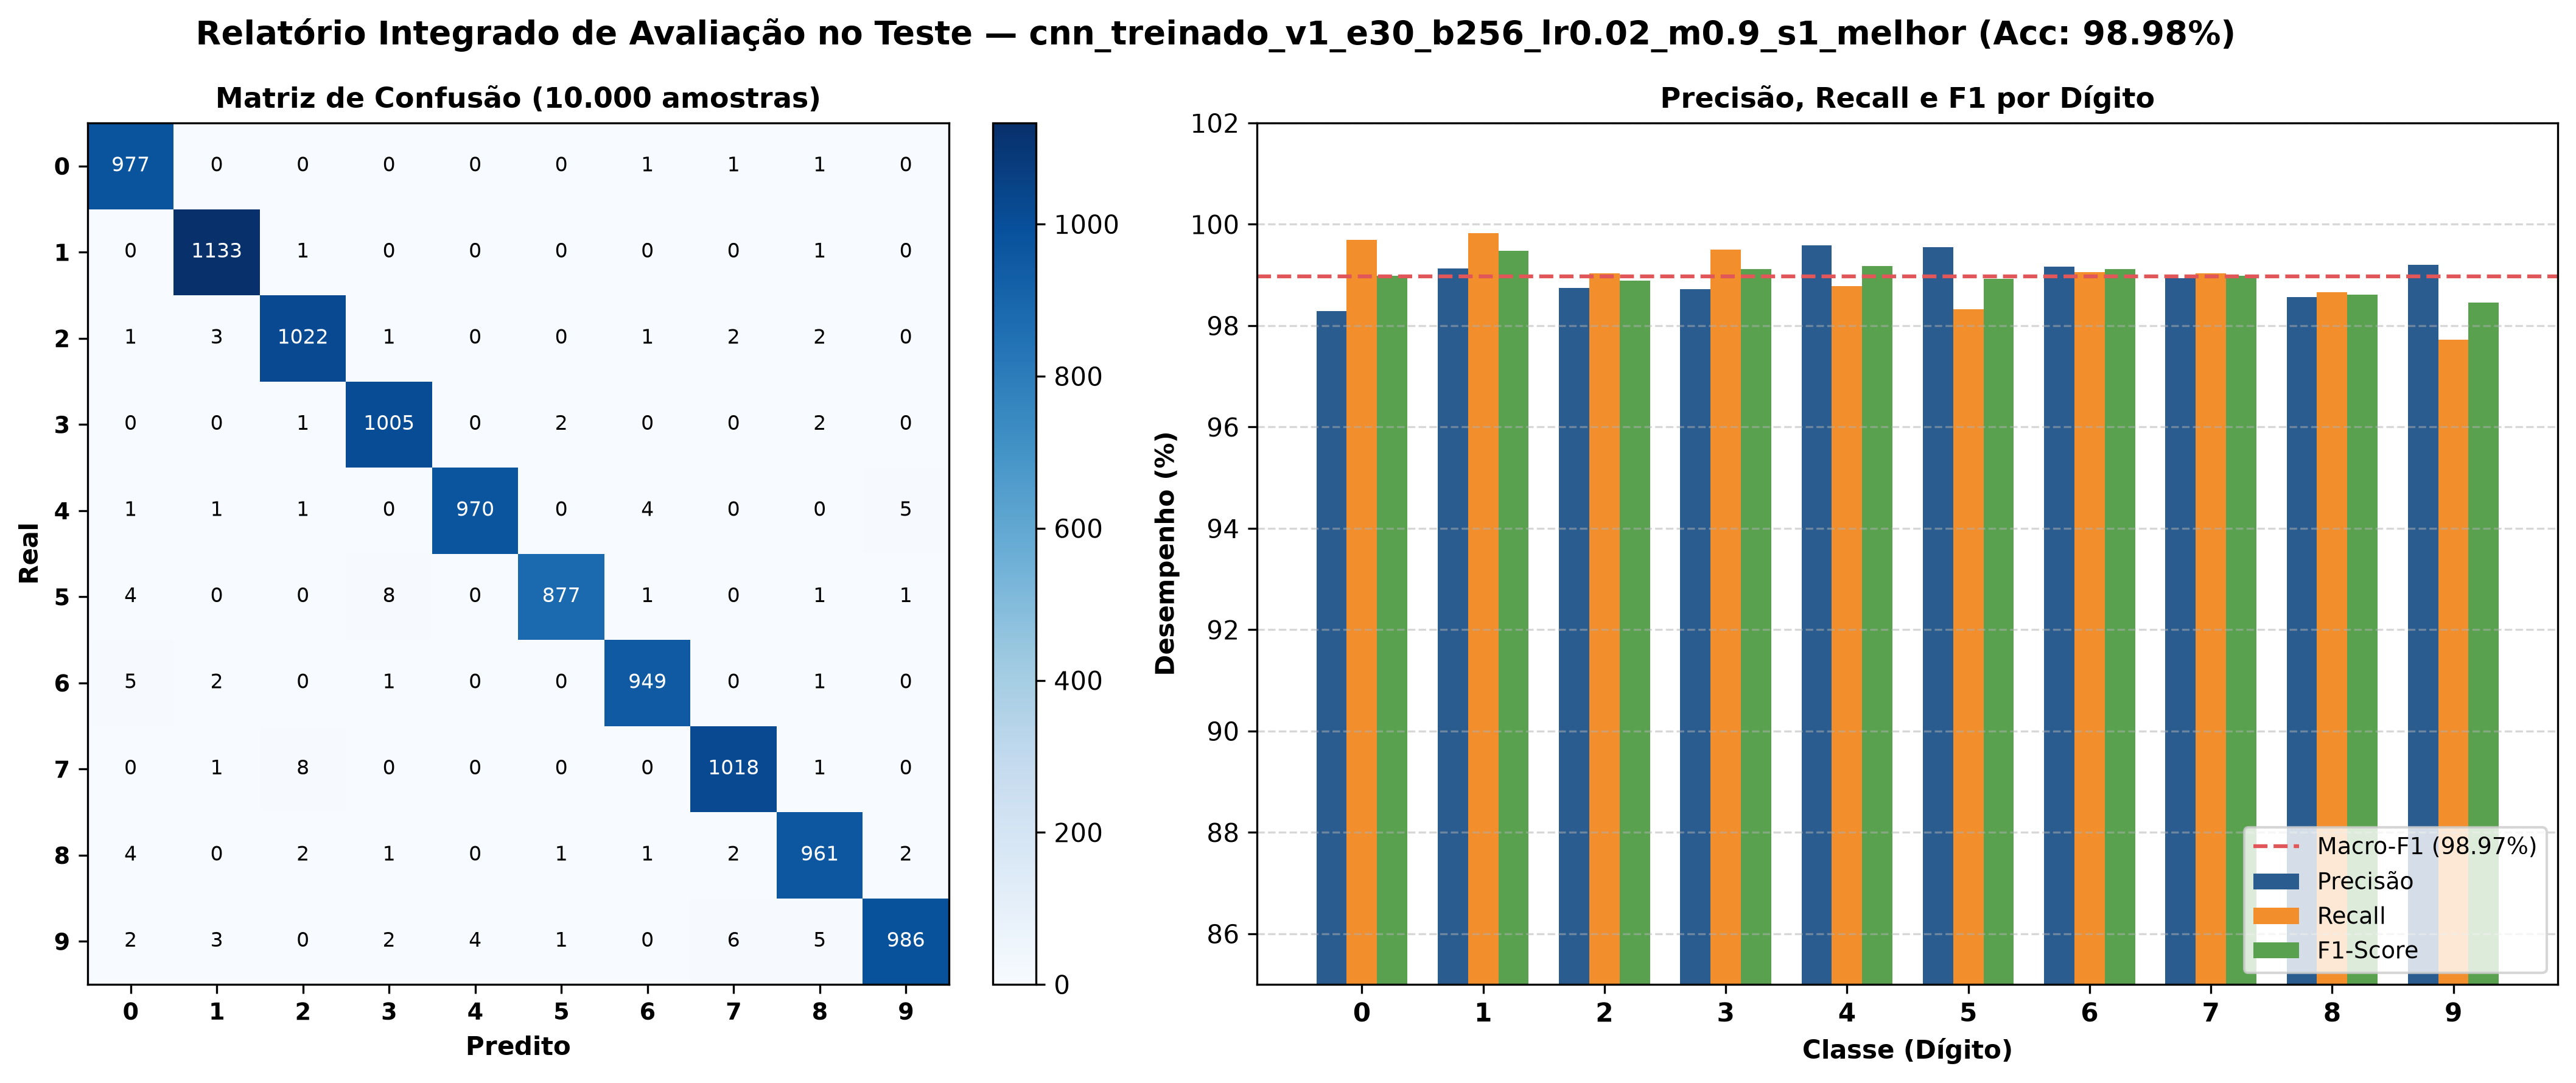 Relatório Integrado de Avaliação no Teste — cnn_treinado_v1_e30_b256_lr0.02_m0.9_s1_melhor (Acc: 98.98%)
Matriz de Confusão (10.000 amostras)
Real
0 977 0 0 0 0 0 1 1 1 0
1 0 1133 1 0 0 0 0 0 1 0
2 1 3 1022 1 0 0 1 2 2 0
3 0 0 1 1005 0 2 0 0 2 0
4 1 1 1 0 970 0 4 0 0 5
5 4 0 0 8 0 877 1 0 1 1
6 5 2 0 1 0 0 949 0 1 0
7 0 1 8 0 0 0 0 1018 1 0
8 4 0 2 1 0 1 1 2 961 2
9 2 3 0 2 4 1 0 6 5 986
0 1 2 3 4 5 6 7 8 9
Predito
1000
800
600
400
200
0
Precisão, Recall e F1 por Dígito
Desempenho (%)
102
100
98
96
94
92
90
88
86
Macro-F1 (98.97%)
Precisão
Recall
F1-Score
0 1 2 3 4 5 6 7 8 9
Classe (Dígito)